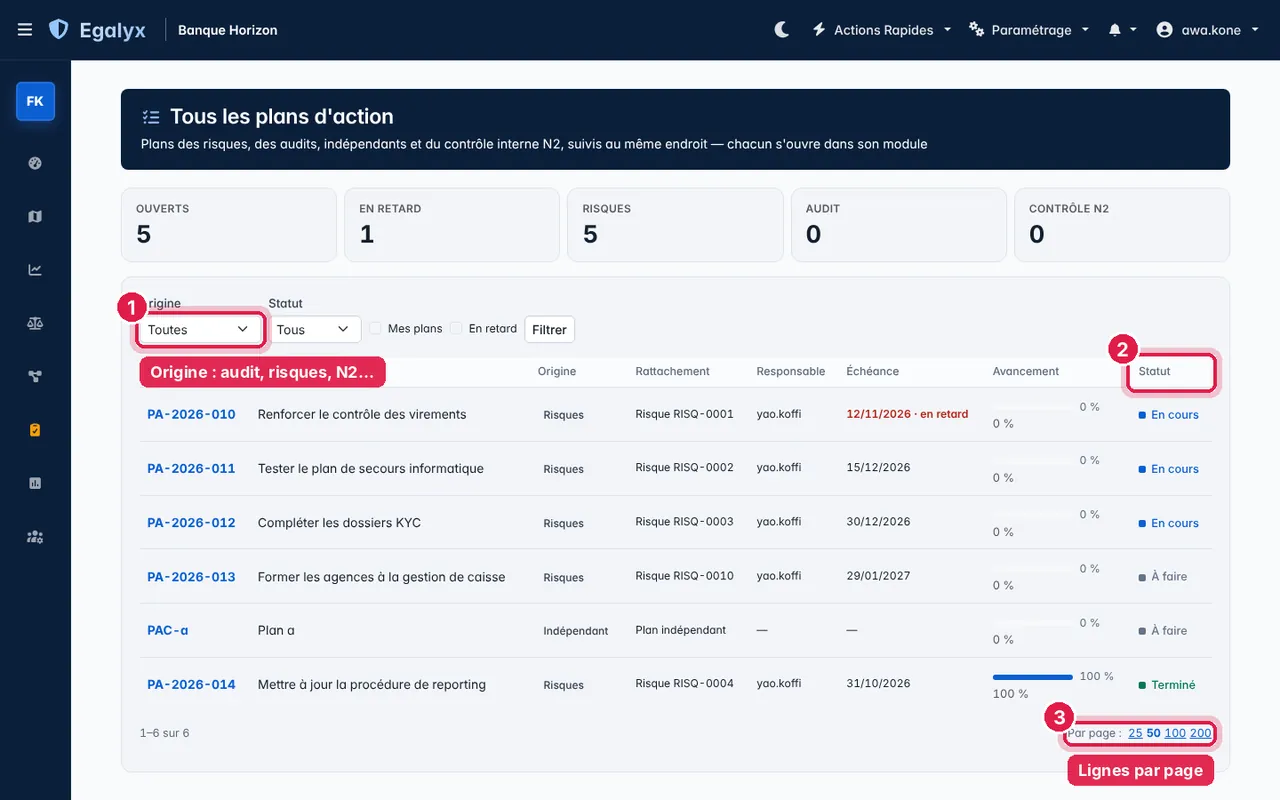 Egalyx
Banque Horizon
Actions Rapides
Paramétrage
awa.kone
FK
Tous les plans d'action
Plans des risques, des audits, indépendants et du contrôle interne N2, suivis au même endroit — chacun s'ouvre dans son module
OUVERTS
5
EN RETARD
1
RISQUES
5
AUDIT
0
CONTRÔLE N2
0
1
rigine
Statut
Toutes
Tous
Mes plans
En retard
Filtrer
2
Origine : audit, risques, N2...
Origine Rattachement Responsable Échéance Avancement Statut
PA-2026-010 Renforcer le contrôle des virements Risques Risque RISQ-0001 yao.koffi 12/11/2026 · en retard 0 % 0 % En cours
PA-2026-011 Tester le plan de secours informatique Risques Risque RISQ-0002 yao.koffi 15/12/2026 0 % 0 % En cours
PA-2026-012 Compléter les dossiers KYC Risques Risque RISQ-0003 yao.koffi 30/12/2026 0 % 0 % En cours
PA-2026-013 Former les agences à la gestion de caisse Risques Risque RISQ-0010 yao.koffi 29/01/2027 0 % 0 % À faire
PAC-a Plan a Indépendant Plan indépendant — — 0 % 0 % À faire
PA-2026-014 Mettre à jour la procédure de reporting Risques Risque RISQ-0004 yao.koffi 31/10/2026 100 % 100 % Terminé
1–6 sur 6
3
Par page : 25 50 100 200
Lignes par page